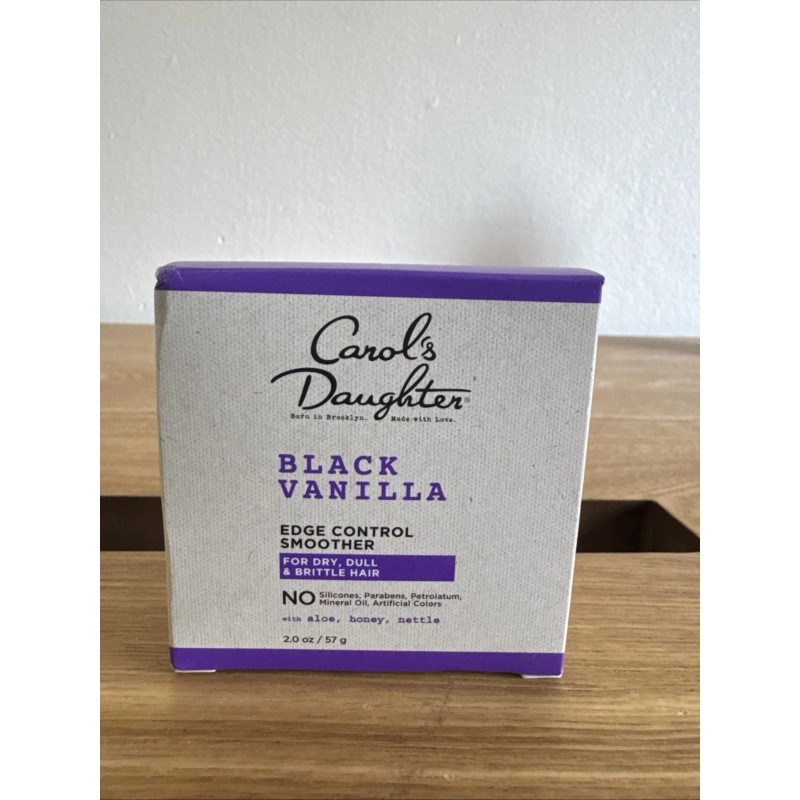 Carol's
Daughter®
Born in Brooklyn. Made with Love.
BLACK
VANILLA
EDGE CONTROL
SMOOTHER
FOR DRY, DULL
& BRITTLE HAIR
NO Silicones, Parabens, Petrolatum,
Mineral Oil, Artificial Colors
with aloe, honey, nettle
2.0 oz / 57 g